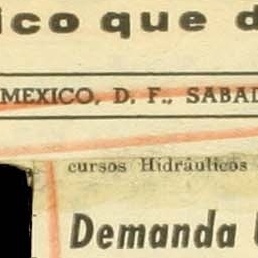 ico que d
MEXICO, D. F., SABAD
cursos Hidráulicos
Demanda U